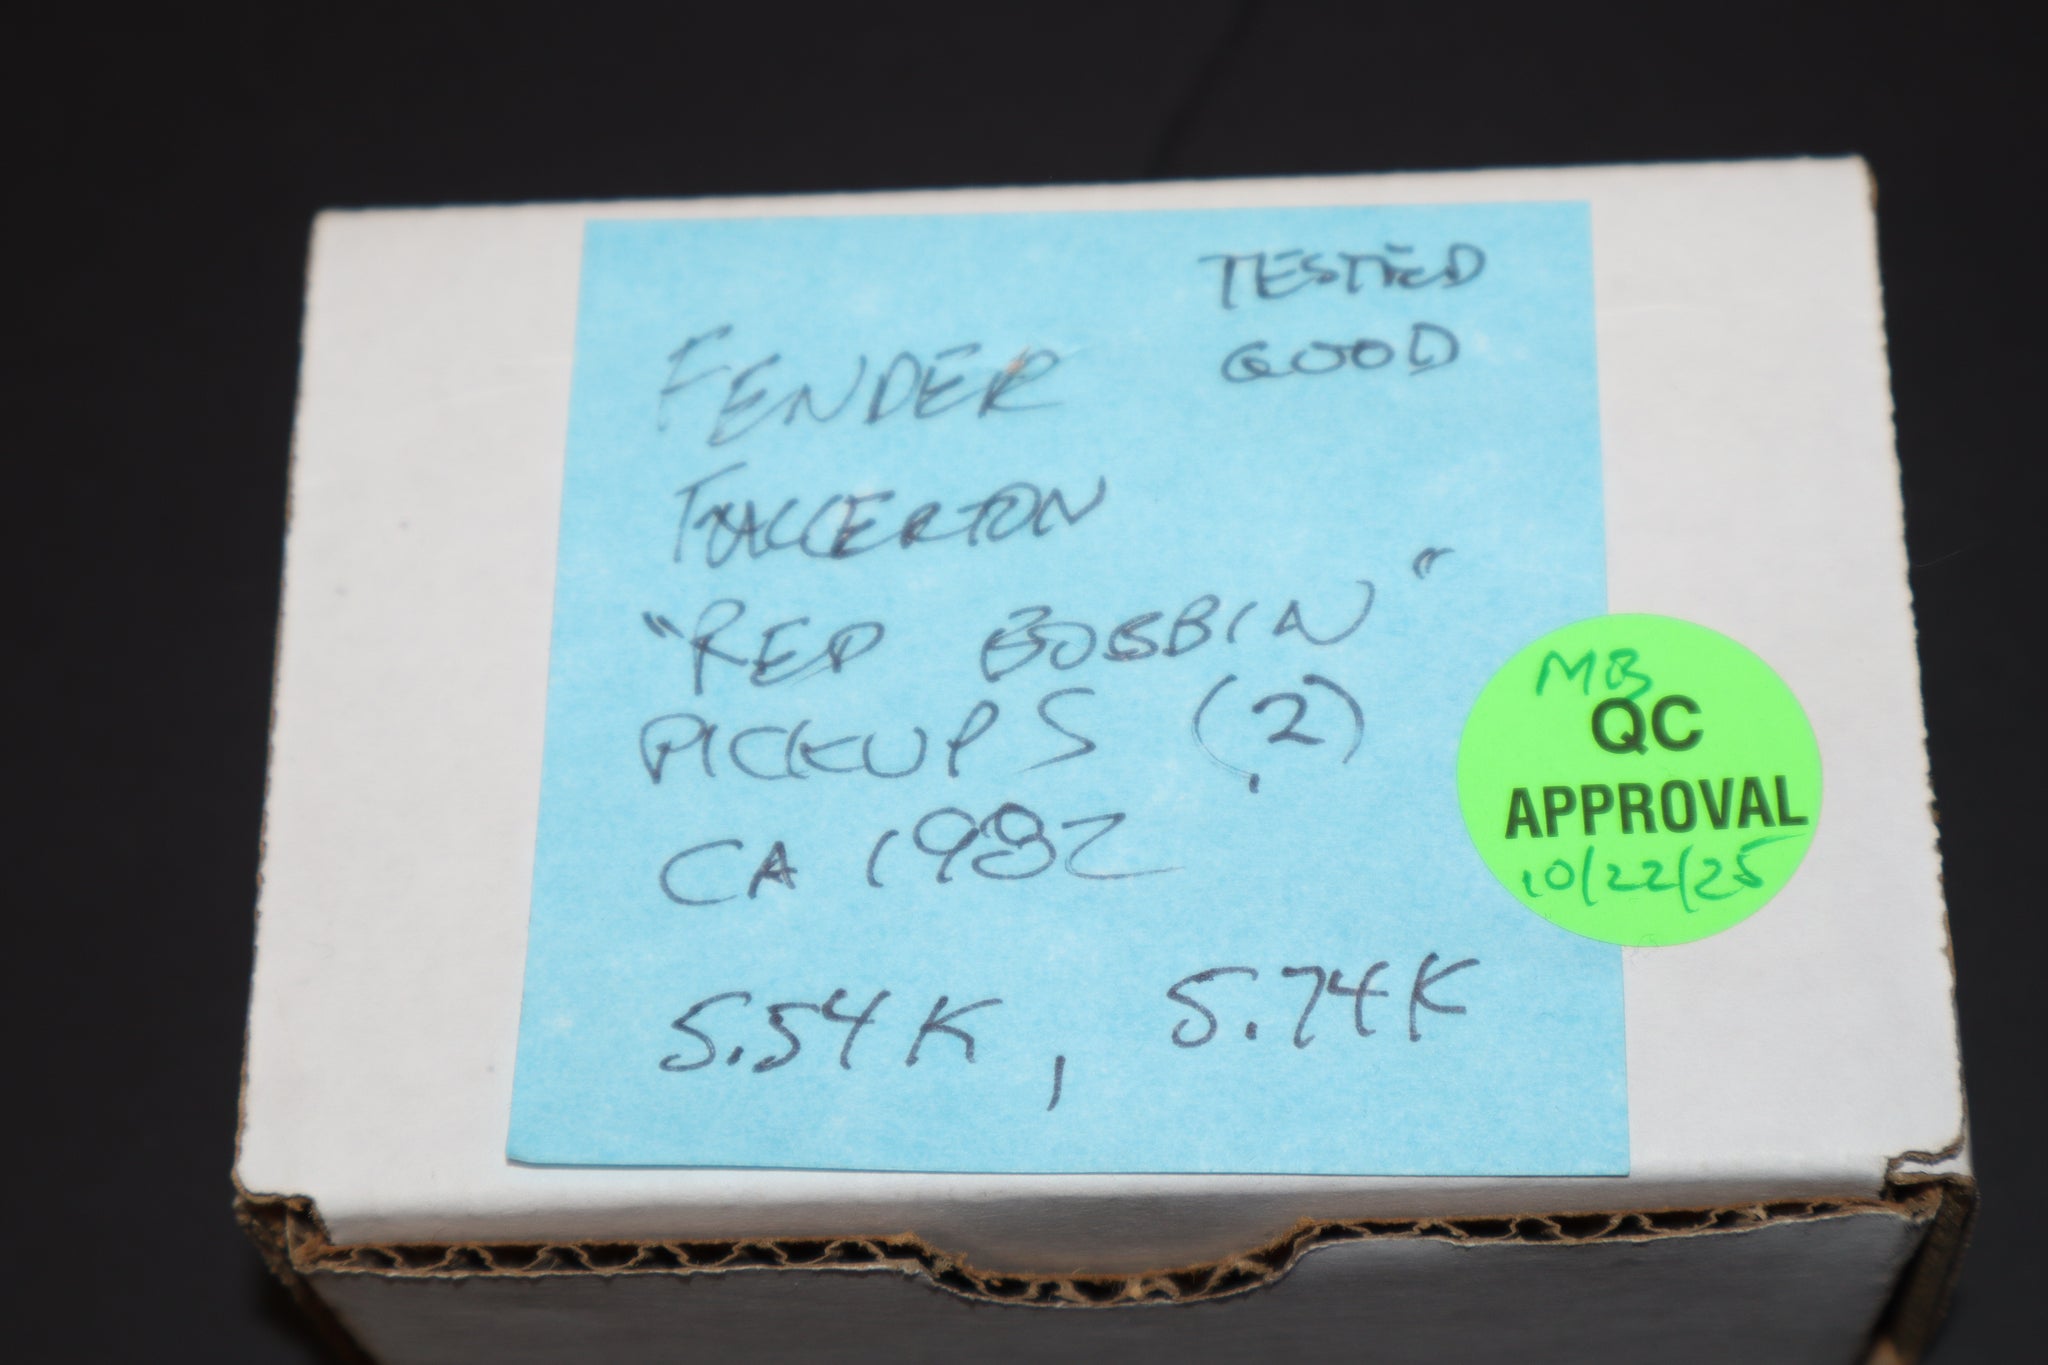 TESTED
GOOD
FENDER
FULLERTON
"RED BOBBIN"
PICKUPS (2)
CA 1982
5.54K, 5.74K
MB
QC
APPROVAL
10/22/25